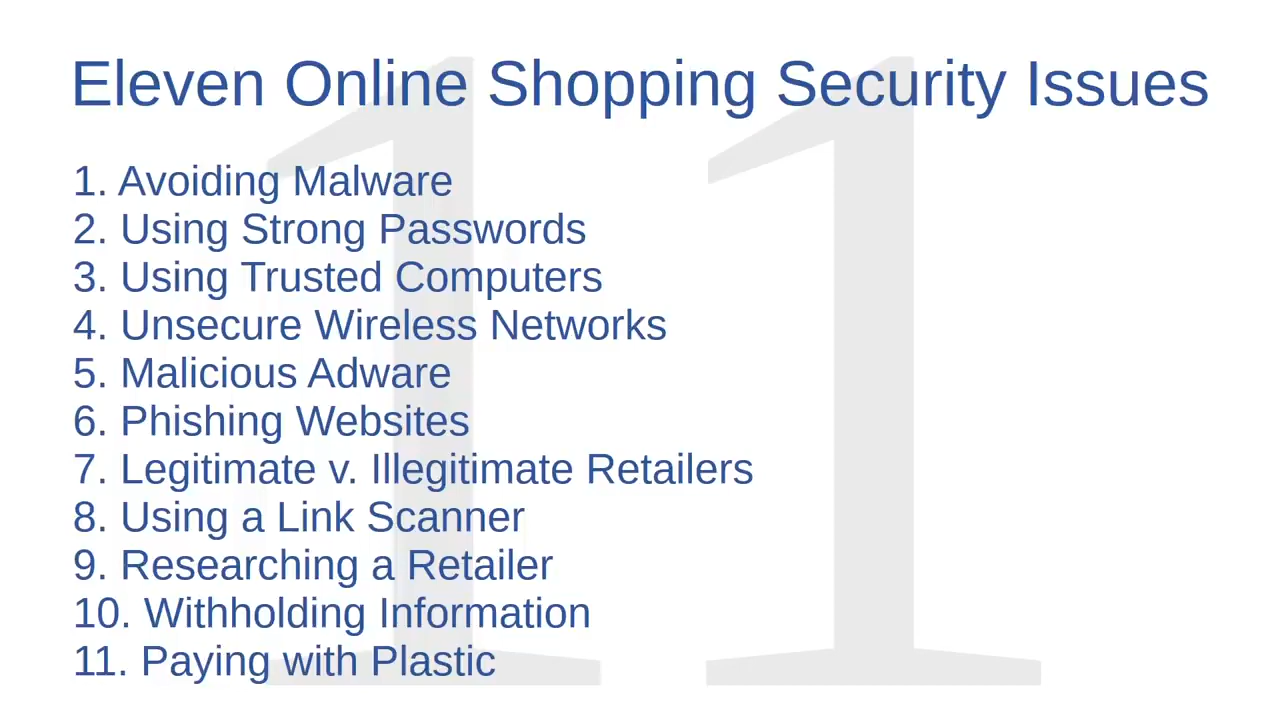 Eleven Online Shopping Security Issues
1. Avoiding Malware
2. Using Strong Passwords
3. Using Trusted Computers
4. Unsecure Wireless Networks
5. Malicious Adware
6. Phishing Websites
7. Legitimate v. Illegitimate Retailers
8. Using a Link Scanner
9. Researching a Retailer
10. Withholding Information
11. Paying with Plastic
11